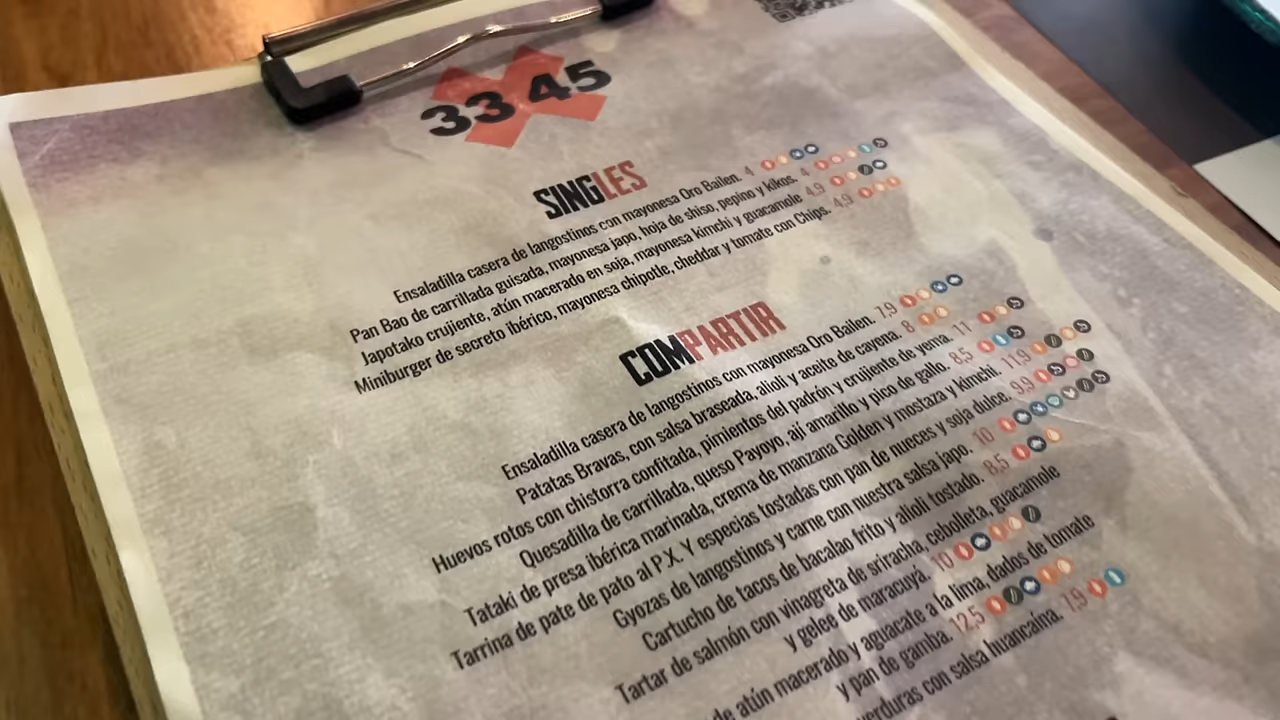 33 45
SINGLES
Ensaladilla casera de langostinos con mayonesa Oro Bailen. 4
Pan Bao de carrillada guisada, mayonesa japo, hoja de shiso, pepino y kikos. 4
Japotako crujiente, atún macerado en soja, mayonesa kimchi y guacamole 4,9
Miniburger de secreto ibérico, mayonesa chipotle, cheddar y tomate con Chips. 4,9
COMPARTIR
Ensaladilla casera de langostinos con mayonesa Oro Bailen. 7,9
Patatas Bravas, con salsa braseada, alioli y aceite de cayena. 8
Huevos rotos con chistorra confitada, pimientos del padrón y crujiente de yema. 11
Quesadilla de carrillada, queso Payoyo, ají amarillo y pico de gallo. 8,5
Tataki de presa ibérica marinada, crema de manzana Golden y mostaza y kimchi. 11,9
Tarrina de pate de pato al P.X. Y especias tostadas con pan de nueces y soja dulce. 9,9
Gyozas de langostinos y carne con nuestra salsa japo. 10
Cartucho de tacos de bacalao frito y alioli tostado. 8,5
Tartar de salmón con vinagreta de sriracha, cebolleta, guacamole
y gelee de maracuyá. 10
de atún macerado y aguacate a la lima, dados de tomate
y pan de gamba. 12,5
verduras con salsa huancaína. 7,9